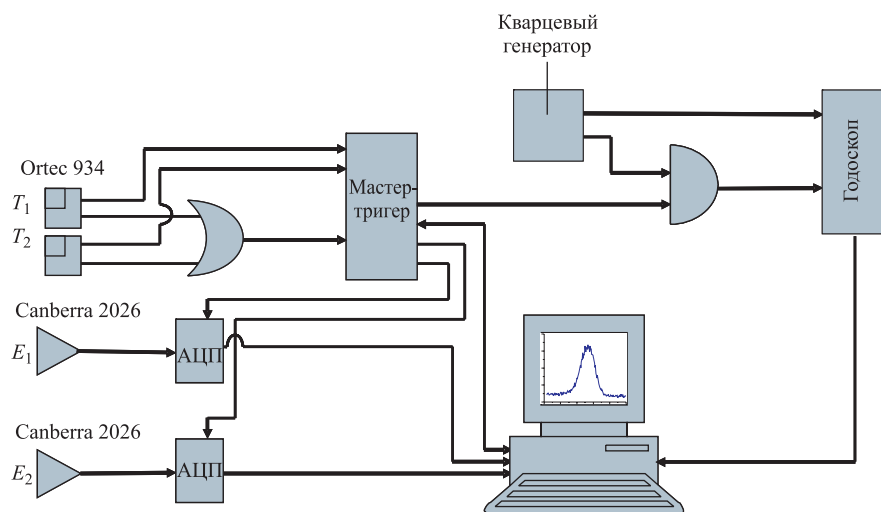 Кварцевый
генератор
Ortec 934
T1
T2
Мастер-
тригер
Годоскоп
Canberra 2026
E1
АЦП
Canberra 2026
E2
АЦП